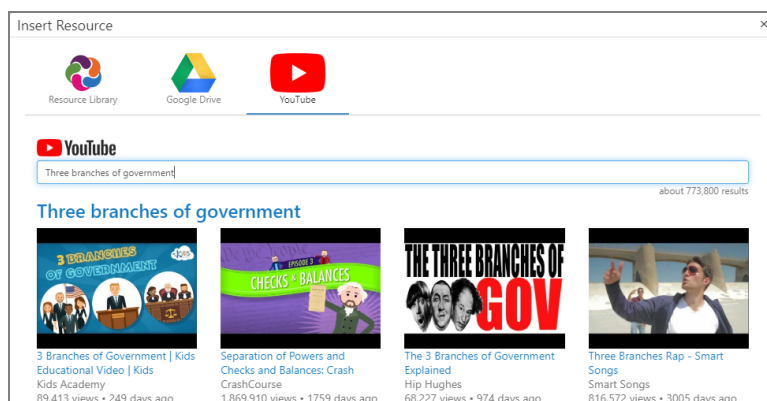 Insert Resource
×
Resource Library
Google Drive
YouTube
YouTube
Three branches of government
about 773,800 results
Three branches of government
3 BRANCHES
OF GOVERNMENT
Kids
EPISODE 3
CHECKS & BALANCES
THE THREE BRANCHES OF
GOV
3 Branches of Government | Kids
Educational Video | Kids
Kids Academy
89,413 views • 249 days ago
Separation of Powers and
Checks and Balances: Crash
CrashCourse
1,869,910 views • 1759 days ago
The 3 Branches of Government
Explained
Hip Hughes
68,227 views • 974 days ago
Three Branches Rap - Smart
Songs
Smart Songs
816,572 views • 3005 days ago